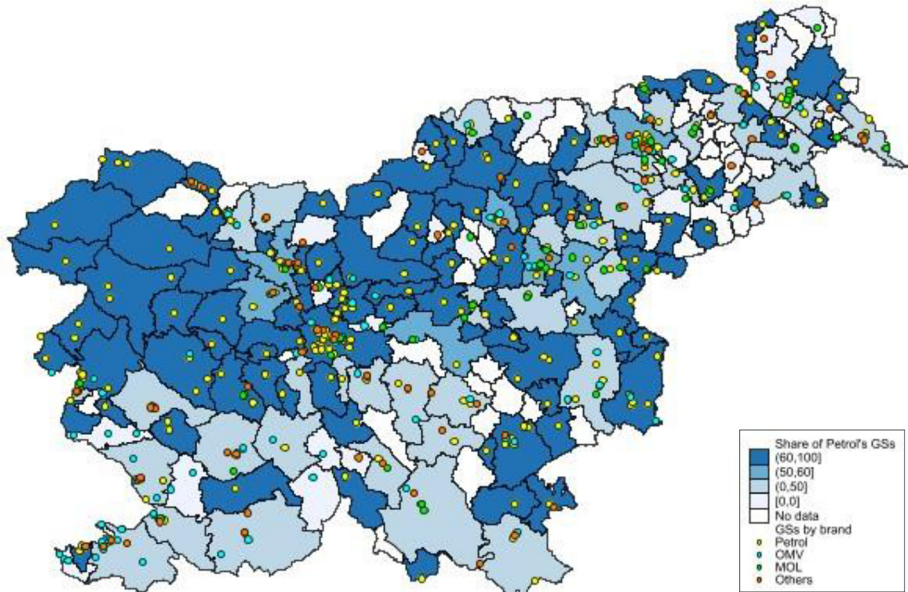 Share of Petrol's GSs
(60,100]
(50,60]
(0,50]
[0,0]
No data
GSs by brand
Petrol
OMV
MOL
Others